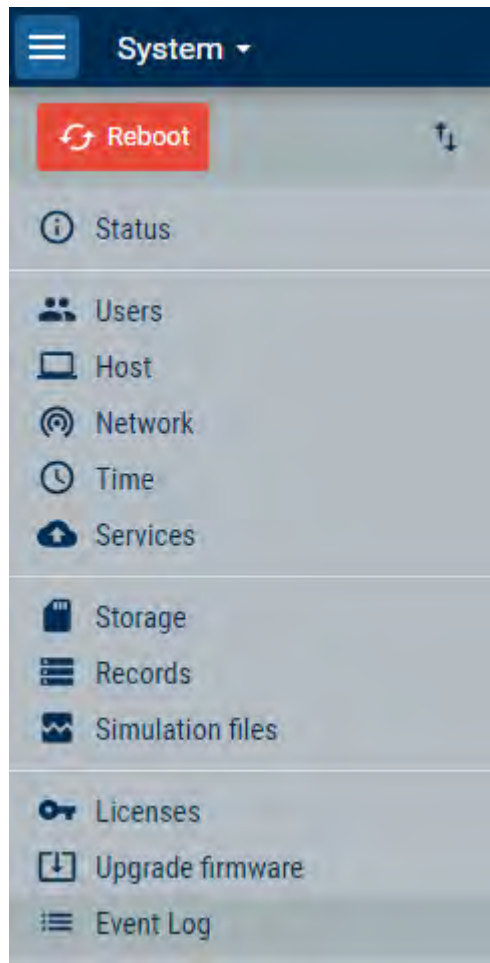 System
Reboot
Status
Users
Host
Network
Time
Services
Storage
Records
Simulation files
Licenses
Upgrade firmware
Event Log